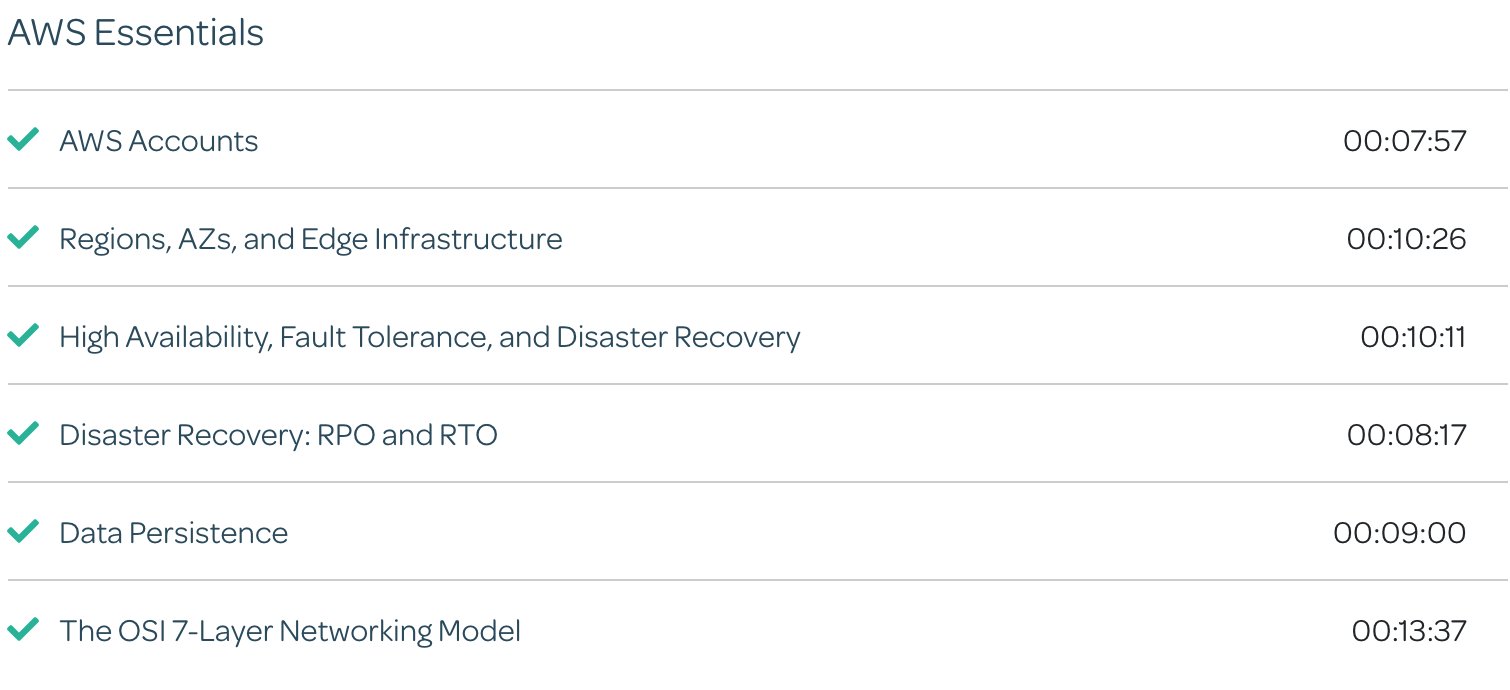 AWS Essentials
AWS Accounts 00:07:57
Regions, AZs, and Edge Infrastructure 00:10:26
High Availability, Fault Tolerance, and Disaster Recovery 00:10:11
Disaster Recovery: RPO and RTO 00:08:17
Data Persistence 00:09:00
The OSI 7-Layer Networking Model 00:13:37